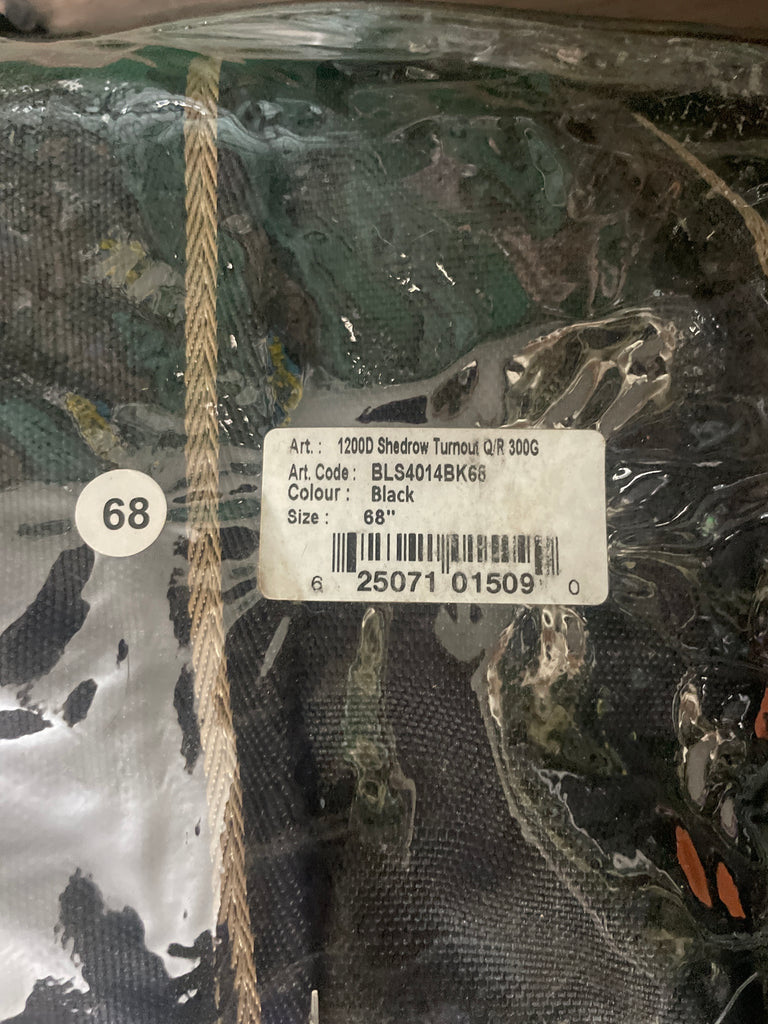 Art. : 1200D Shedrow Turnout Q/R 300G
Art. Code : BLS4014BK68
Colour : Black
Size : 68"
6 25071 01509 0
68